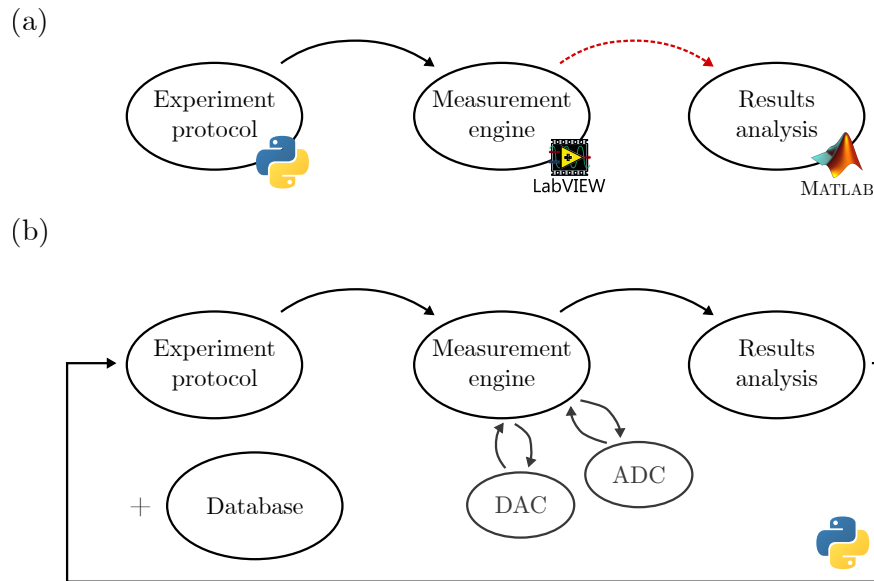 (a)
Experiment
protocol
Measurement
engine
LabVIEW
Results
analysis
MATLAB
(b)
Experiment
protocol
Measurement
engine
Results
analysis
+ Database
DAC
ADC